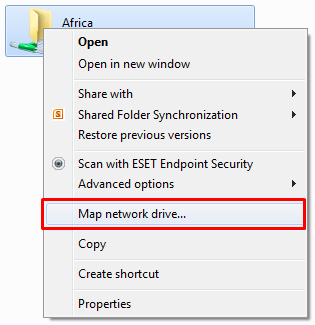 Africa
Open
Open in new window
Share with
Shared Folder Synchronization
Restore previous versions
Scan with ESET Endpoint Security
Advanced options
Map network drive...
Copy
Create shortcut
Properties